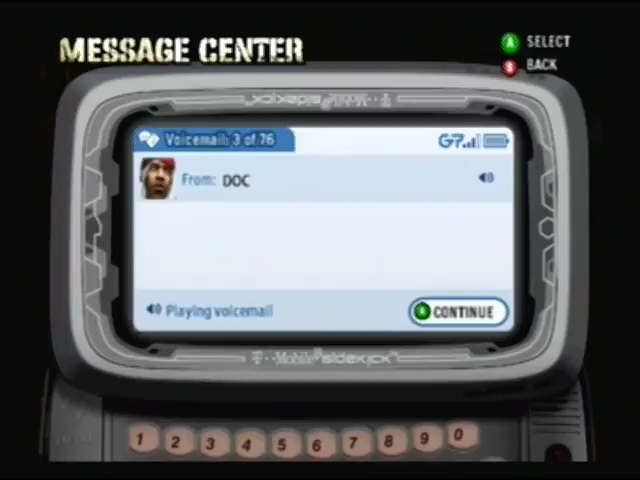 MESSAGE CENTER
A SELECT
B BACK
Voicemail: 3 of 76
G7
From: DOC
Playing voicemail
A CONTINUE
T··Mobile® sidekick™
1 2 3 4 5 6 7 8 9 0